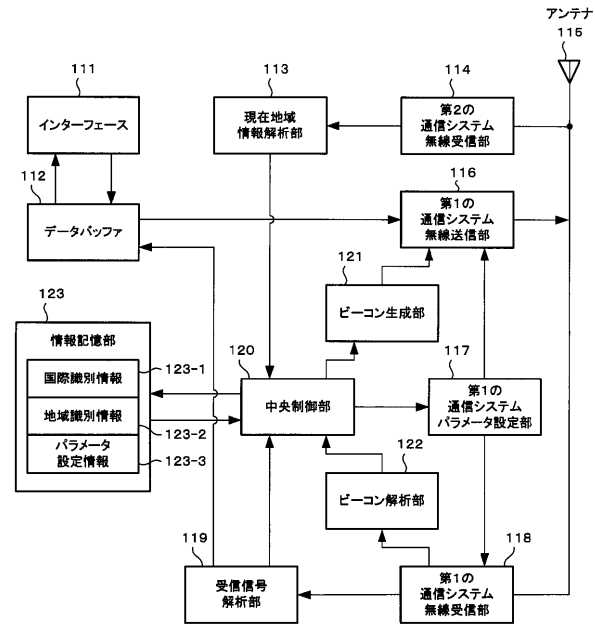 アンテナ
115
111
インターフェース
113
現在地域
情報解析部
114
第2の
通信システム
無線受信部
112
データバッファ
116
第1の
通信システム
無線送信部
121
ビーコン生成部
123
情報記憶部
国際識別情報
123-1
地域識別情報
123-2
パラメータ
設定情報
123-3
120
中央制御部
117
第1の
通信システム
パラメータ設定部
122
ビーコン解析部
119
受信信号
解析部
118
第1の
通信システム
無線受信部